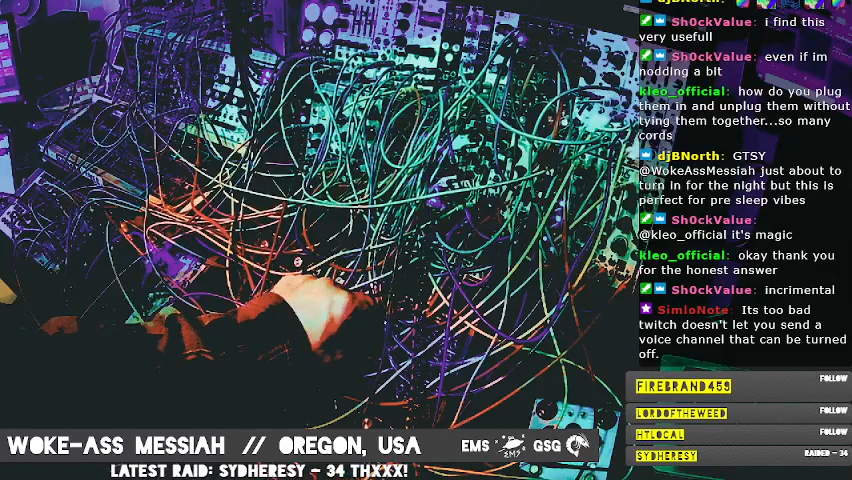 djBNorth:
Sh0ckValue: i find this
very usefull
Sh0ckValue: even if im
nodding a bit
kleo_official: how do you plug
them in and unplug them without
tying them together...so many
cords
djBNorth: GTSY
@WokeAssMessiah just about to
turn in for the night but this is
perfect for pre sleep vibes
Sh0ckValue:
@kleo_official it's magic
kleo_official: okay thank you
for the honest answer
Sh0ckValue: incrimental
SimloNote: Its too bad
twitch doesn't let you send a
voice channel that can be turned
off.
FIREBRAND459 FOLLOW
LORDOFTHEWEED FOLLOW
HTLOCAL FOLLOW
SYDHERESY RAIDED - 34
WOKE-ASS MESSIAH // OREGON, USA EMS EMS GSG
LATEST RAID: SYDHERESY - 34 THXXX!